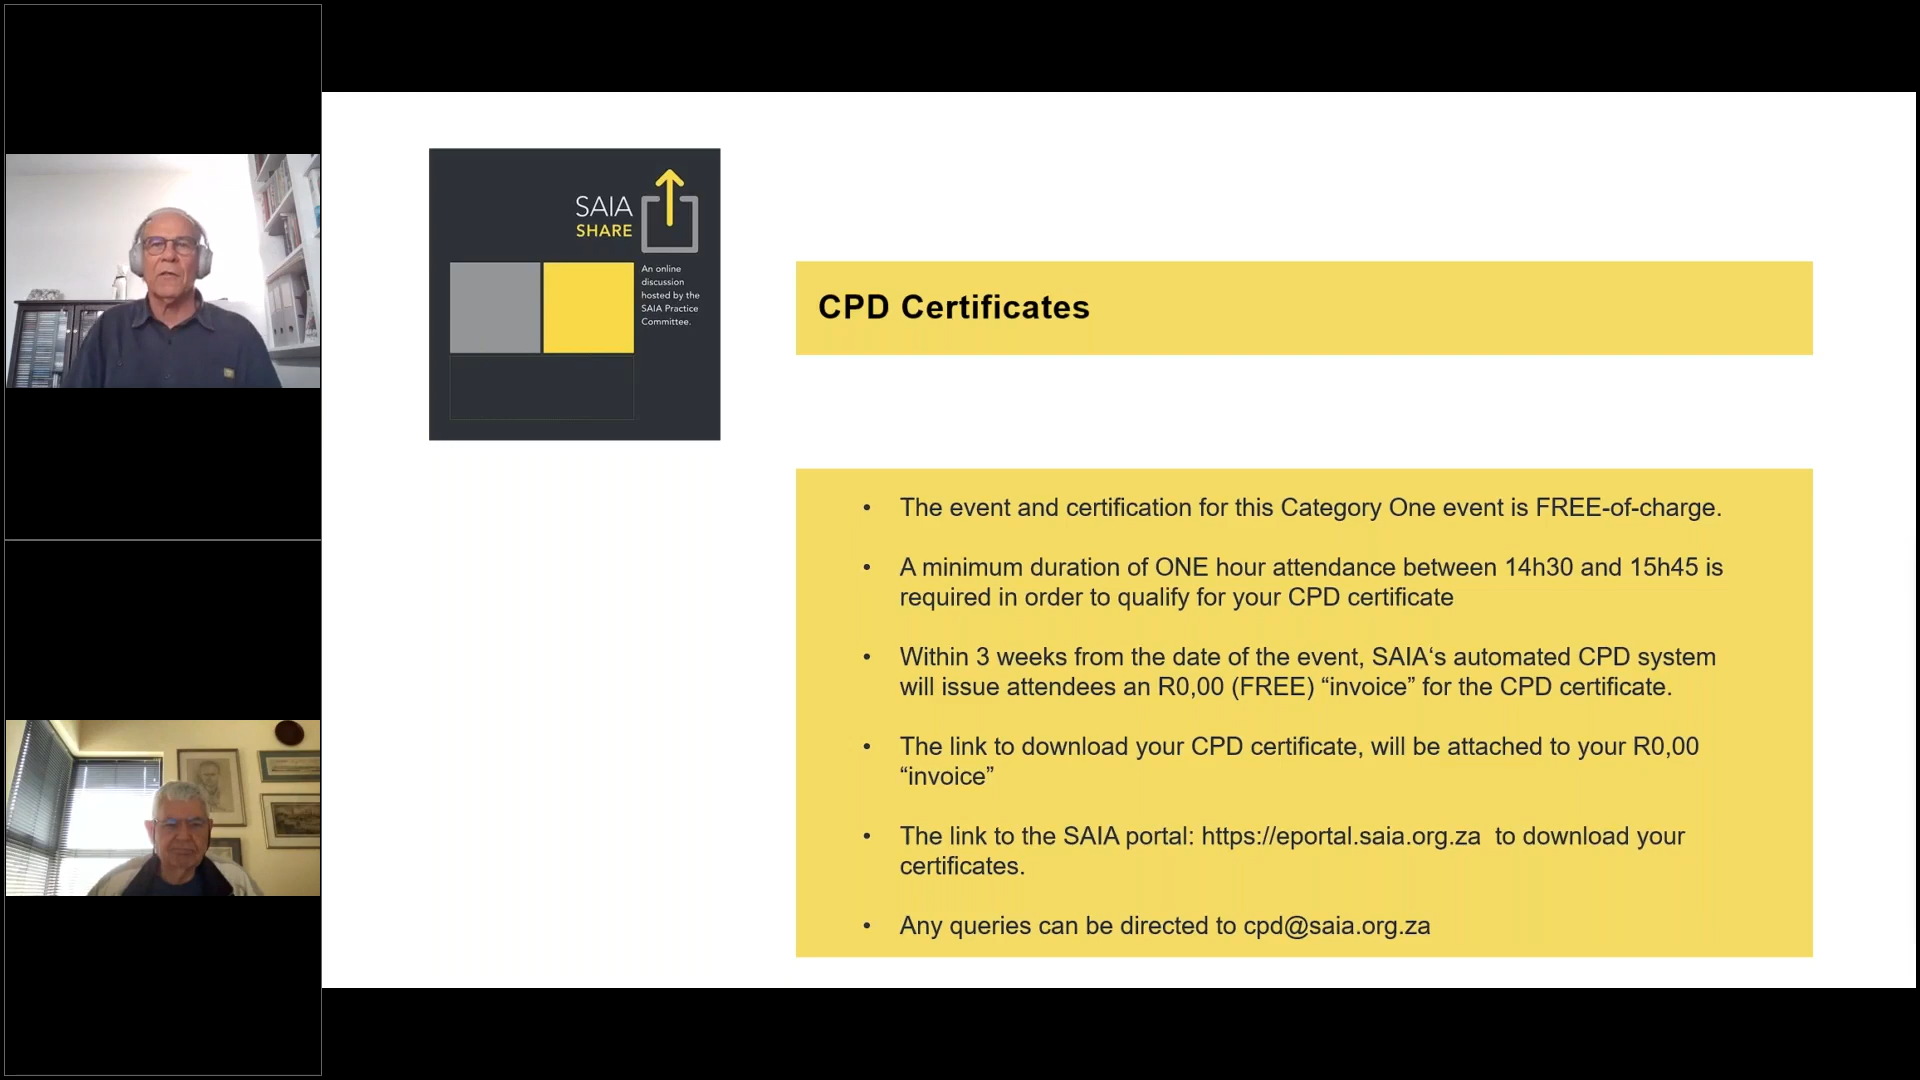 SAIA
SHARE
An online
discussion
hosted by the
SAIA Practice
Committee.
CPD Certificates
• The event and certification for this Category One event is FREE-of-charge.
• A minimum duration of ONE hour attendance between 14h30 and 15h45 is
required in order to qualify for your CPD certificate
• Within 3 weeks from the date of the event, SAIA‘s automated CPD system
will issue attendees an R0,00 (FREE) “invoice” for the CPD certificate.
• The link to download your CPD certificate, will be attached to your R0,00
“invoice”
• The link to the SAIA portal: https://eportal.saia.org.za to download your
certificates.
• Any queries can be directed to cpd@saia.org.za